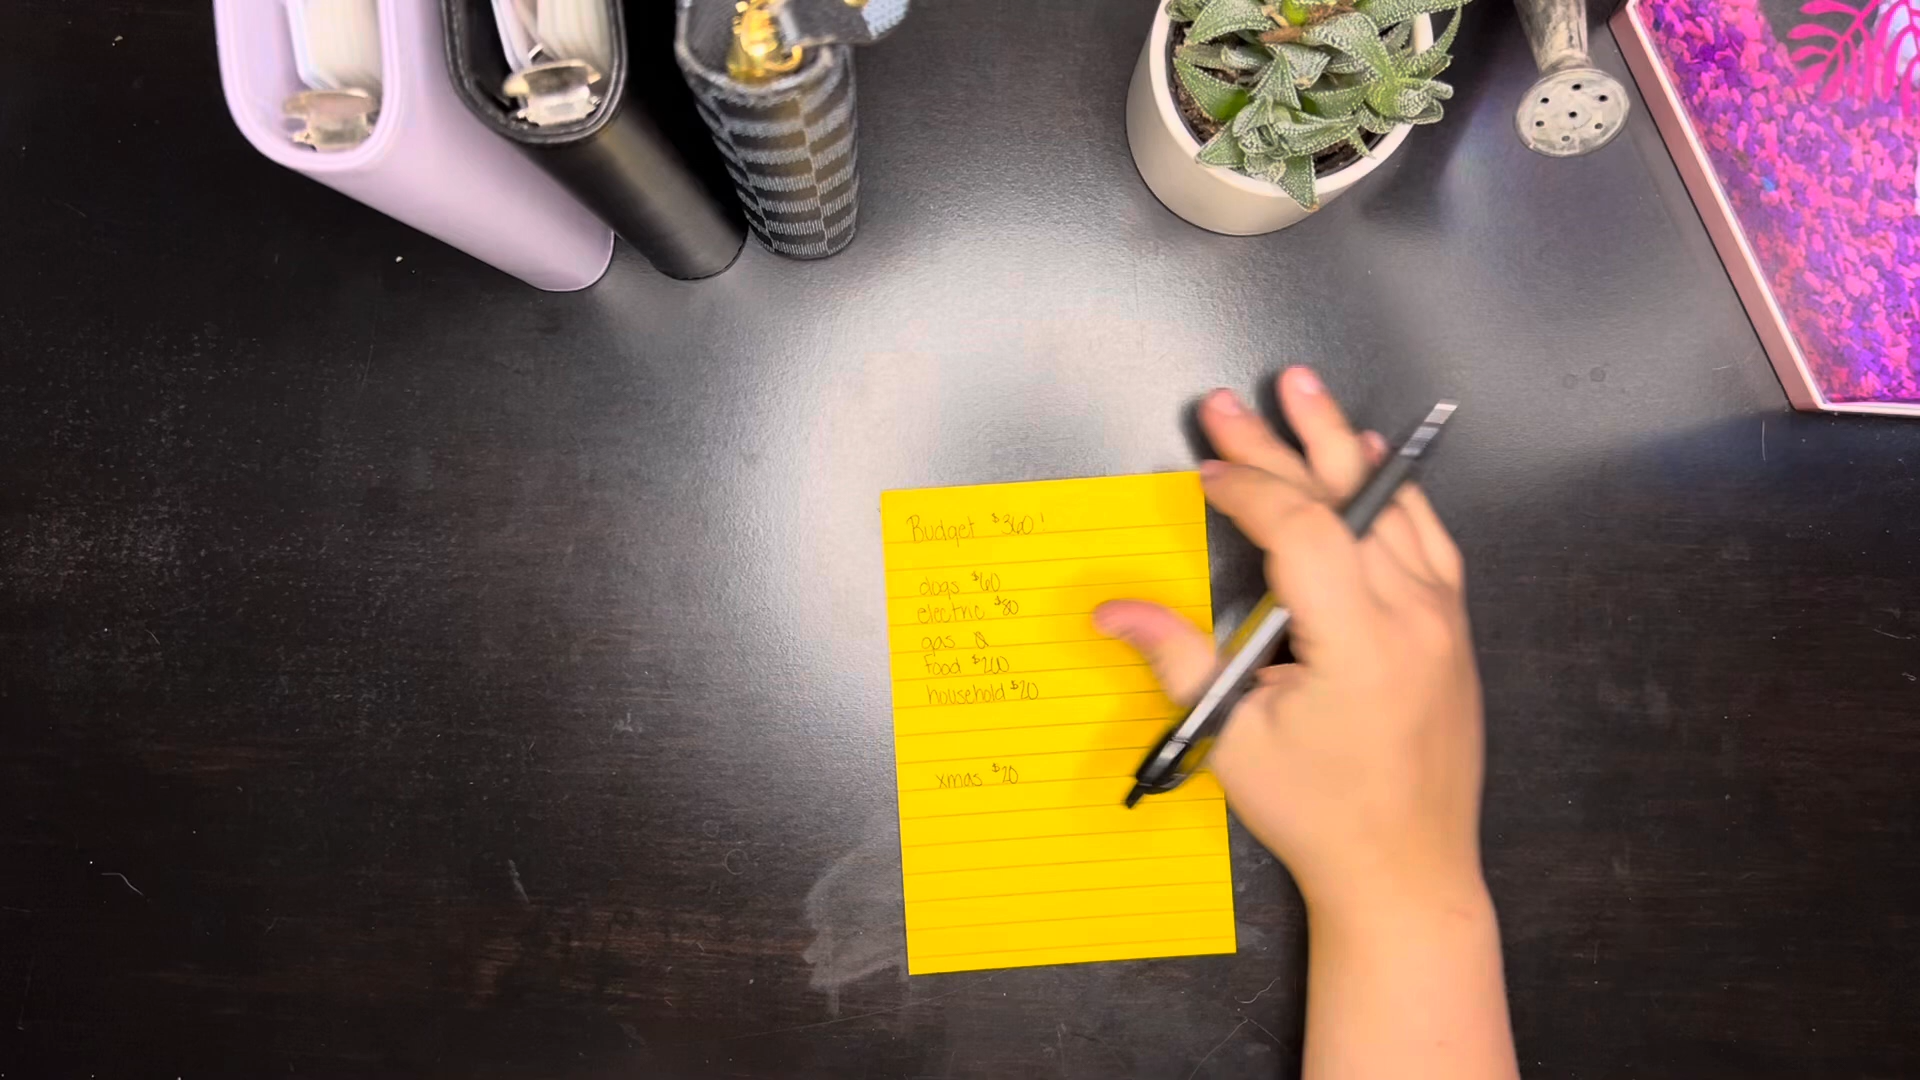 Budget $360!
dogs $60
electric $80
gas
food $200
household $20
xmas $20